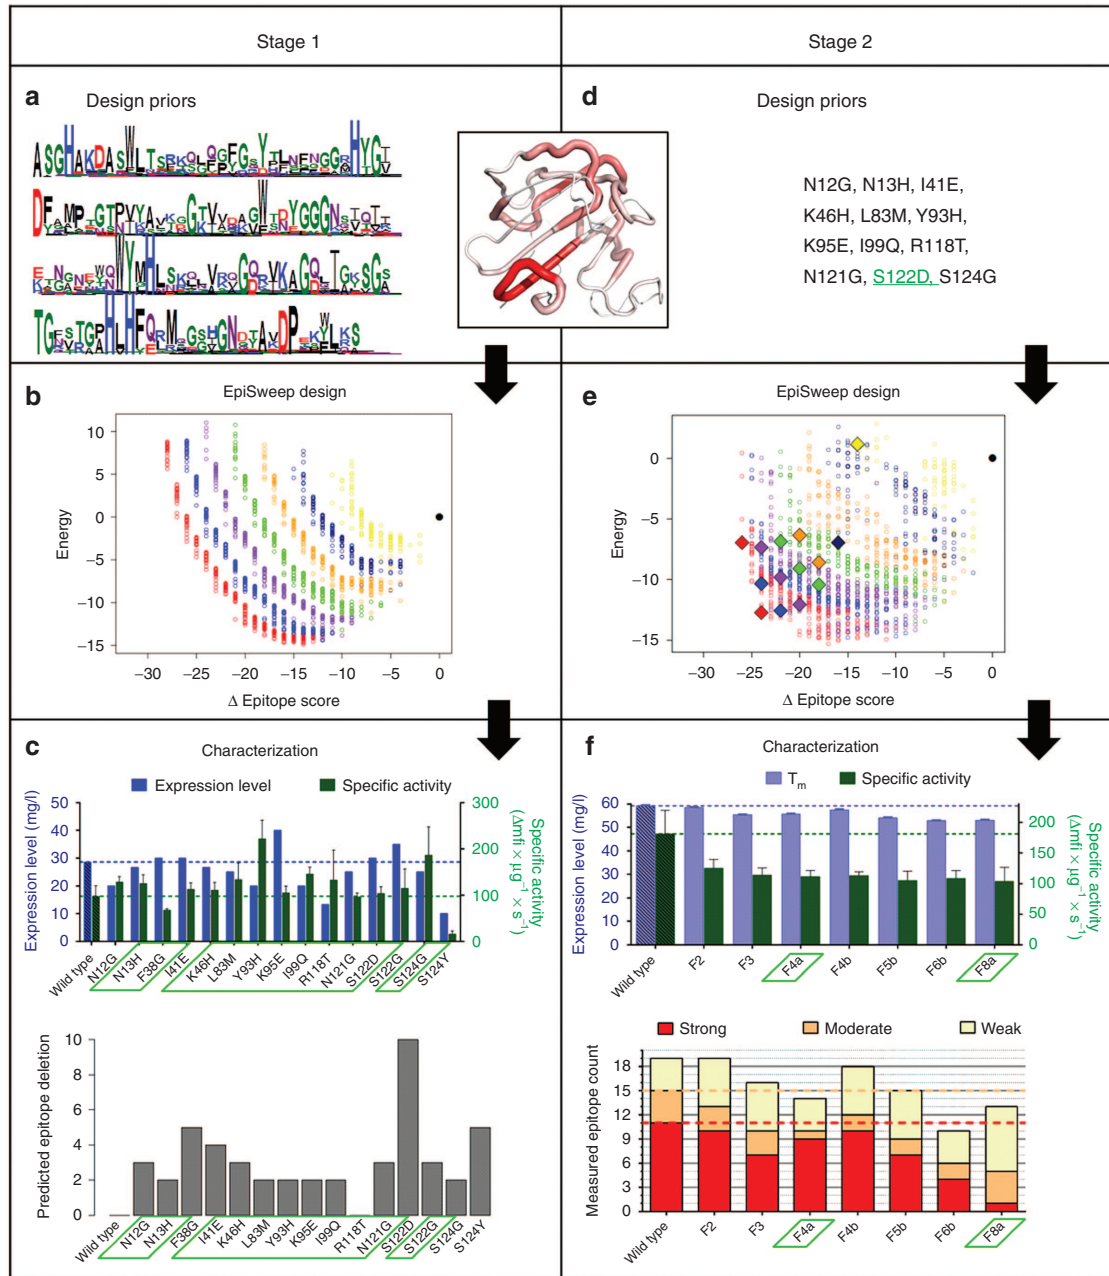 Stage 1
Stage 2
a
Design priors
d
Design priors
N12G, N13H, I41E,
K46H, L83M, Y93H,
K95E, I99Q, R118T,
N121G, S122D, S124G
b
EpiSweep design
10
5
0
−5
−10
−15
Energy
−30 −25 −20 −15 −10 −5 0
Δ Epitope score
e
EpiSweep design
0
−5
−10
−15
Energy
−30 −25 −20 −15 −10 −5 0
Δ Epitope score
c
Characterization
Expression level Specific activity
50
40
30
20
10
0
Expression level (mg/l)
300
200
100
0
Specific activity
(Δmfi × μg⁻¹ × s⁻¹)
Wild type N12G N13H F38G I41E K46H L83M Y93H K95E I99Q R118T N121G S122D S122G S124G S124Y
10
8
6
4
2
0
Predicted epitope deletion
Wild type N12G N13H F38G I41E K46H L83M Y93H K95E I99Q R118T N121G S122D S122G S124G S124Y
f
Characterization
Tm Specific activity
60
50
40
30
20
10
0
Expression level (mg/l)
200
150
100
50
0
Specific activity
(Δmfi × μg⁻¹ × s⁻¹)
Wild type F2 F3 F4a F4b F5b F6b F8a
Strong Moderate Weak
18
15
12
9
6
3
0
Measured epitope count
Wild type F2 F3 F4a F4b F5b F6b F8a